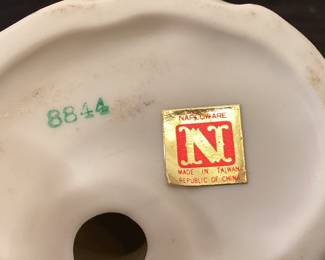 8844
NAPCOWARE
N
MADE IN TAIWAN
REPUBLIC OF CHINA